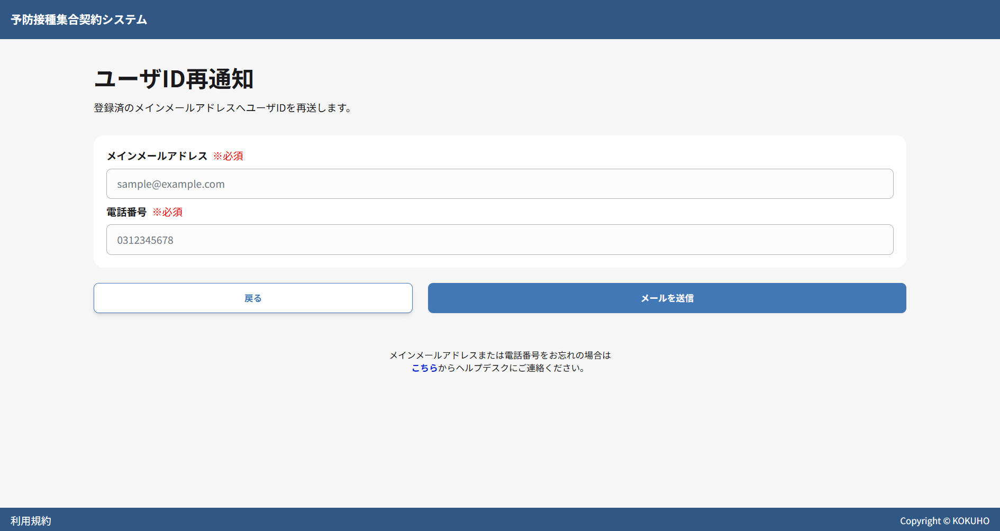 予防接種集合契約システム
ユーザID再通知
登録済のメインメールアドレスへユーザIDを再送します。
メインメールアドレス ※必須
sample@example.com
電話番号 ※必須
0312345678
戻る
メールを送信
メインメールアドレスまたは電話番号をお忘れの場合は
こちらからヘルプデスクにご連絡ください。
利用規約
Copyright © KOKUHO